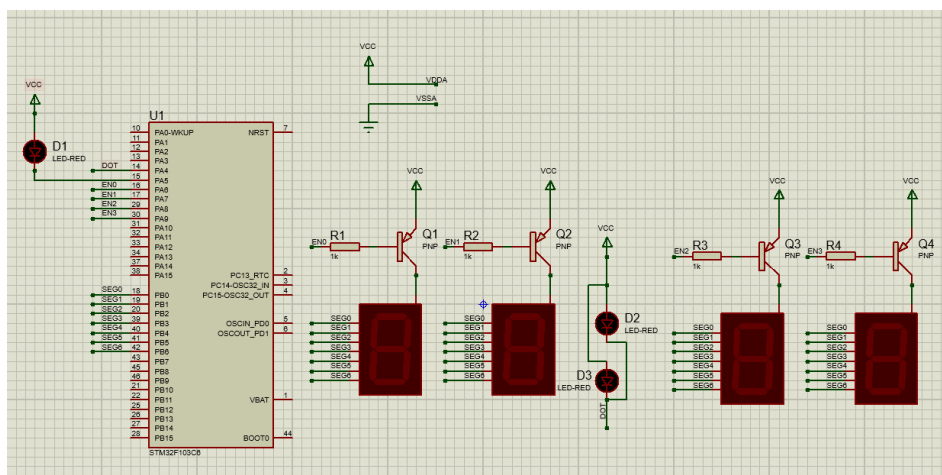 VCC
VDDA
VSSA
VCC
D1
LED-RED
U1
10 PA0-WKUP NRST 7
11 PA1
12 PA2
13 PA3
DOT 14 PA4
15 PA5
EN0 16 PA6
EN1 17 PA7
EN2 29 PA8
EN3 30 PA9
31 PA10
32 PA11
33 PA12
34 PA13
37 PA14
38 PA15
PC13_RTC 2
PC14-OSC32_IN 3
PC15-OSC32_OUT 4
SEG0 18 PB0
SEG1 19 PB1
SEG2 20 PB2
SEG3 39 PB3
SEG4 40 PB4
SEG5 41 PB5
SEG6 42 PB6
43 PB7
45 PB8
46 PB9
21 PB10
22 PB11
25 PB12
26 PB13
27 PB14
28 PB15
OSCIN_PD0 5
OSCOUT_PD1 6
VBAT 1
BOOT0 44
STM32F103C6
VCC
EN0
R1
1k
Q1
PNP
SEG0
SEG1
SEG2
SEG3
SEG4
SEG5
SEG6
VCC
EN1
R2
1k
Q2
PNP
SEG0
SEG1
SEG2
SEG3
SEG4
SEG5
SEG6
VCC
D2
LED-RED
D3
LED-RED
DOT
VCC
EN2
R3
1k
Q3
PNP
SEG0
SEG1
SEG2
SEG3
SEG4
SEG5
SEG6
VCC
EN3
R4
1k
Q4
PNP
SEG0
SEG1
SEG2
SEG3
SEG4
SEG5
SEG6